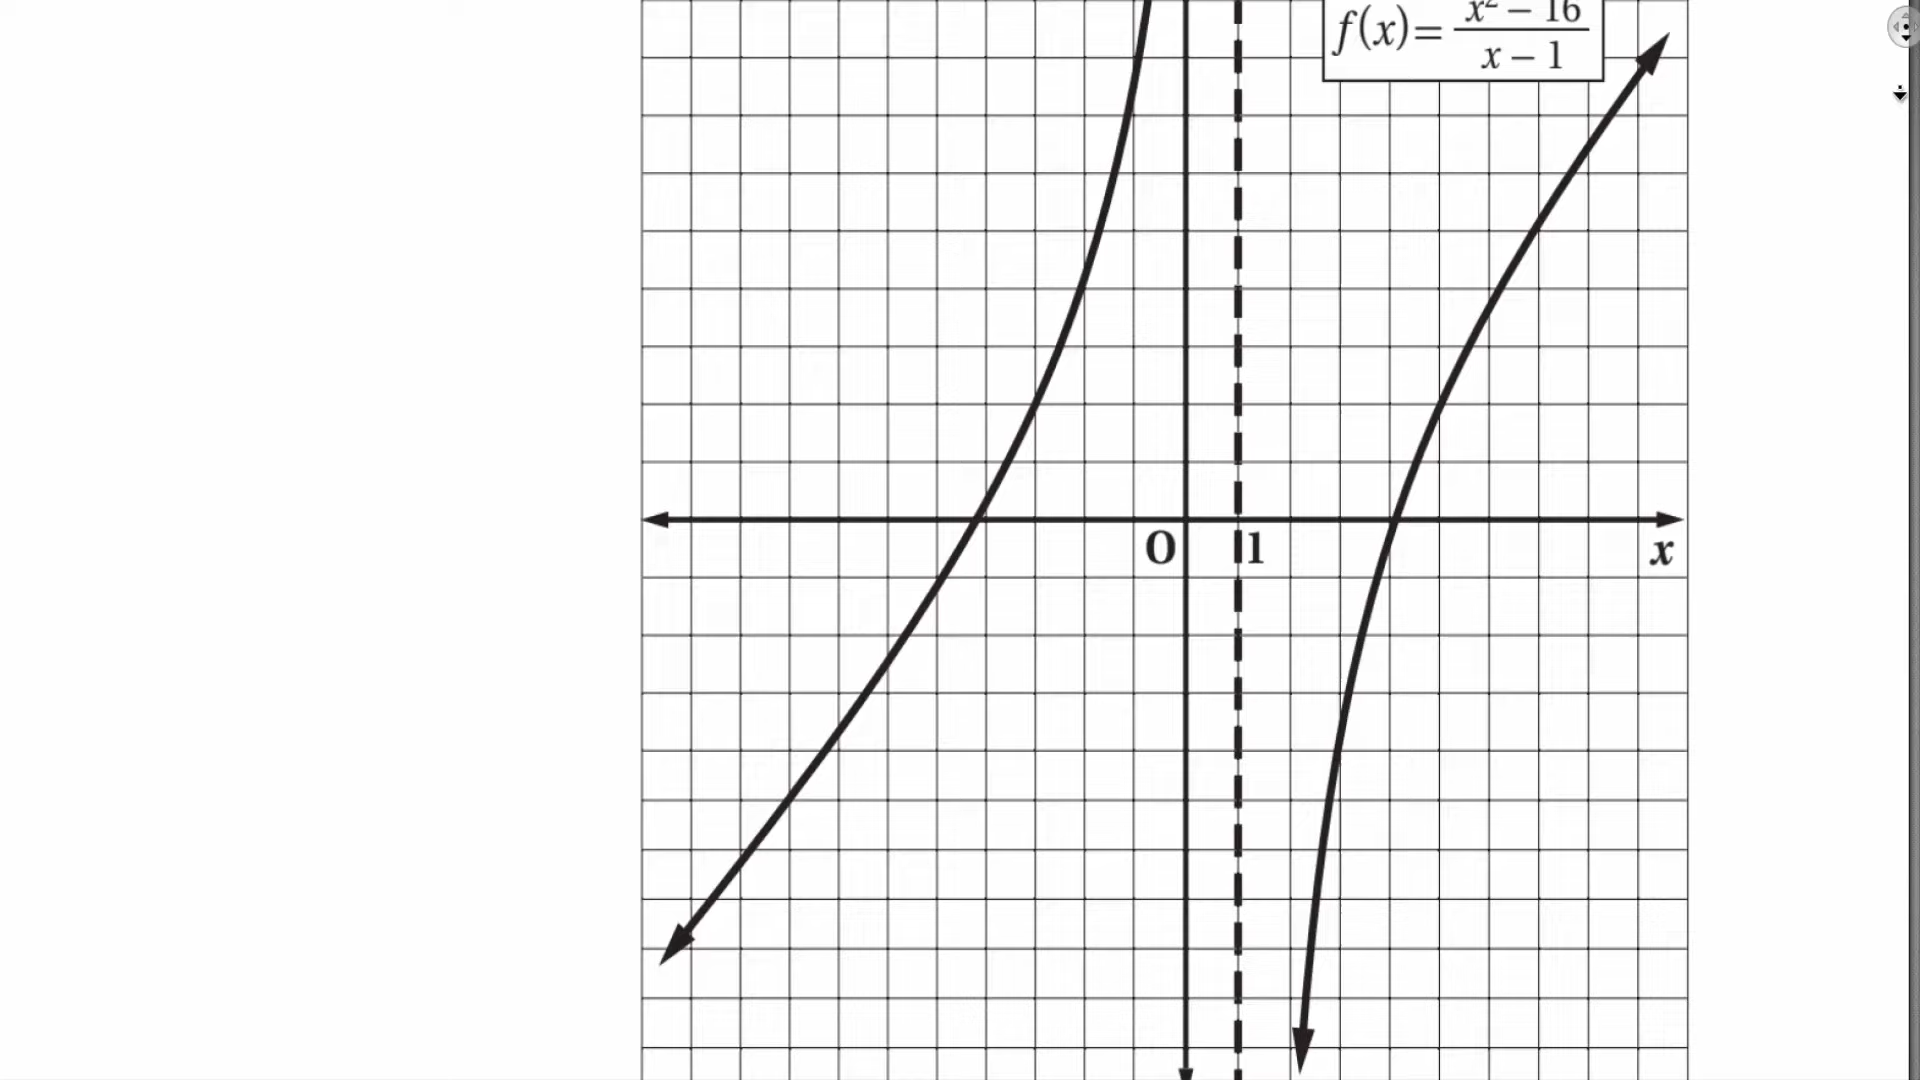 f(x) = (x² − 16)/(x − 1)
0 1 x